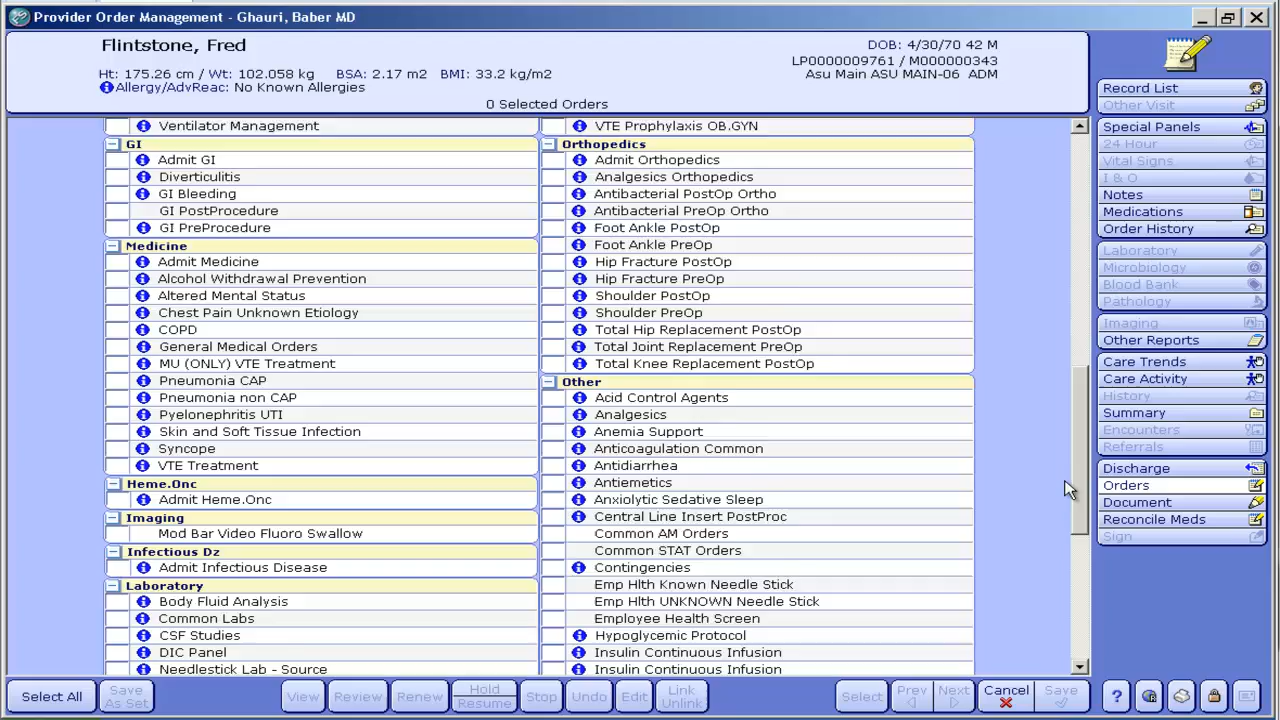 Provider Order Management - Ghauri, Baber MD
Flintstone, Fred
DOB: 4/30/70 42 M
LP0000009761 / M000000343
Ht: 175.26 cm / Wt: 102.058 kg BSA: 2.17 m2 BMI: 33.2 kg/m2
Asu Main ASU MAIN-06 ADM
Allergy/AdvReac: No Known Allergies
0 Selected Orders
Ventilator Management
GI
Admit GI
Diverticulitis
GI Bleeding
GI PostProcedure
GI PreProcedure
Medicine
Admit Medicine
Alcohol Withdrawal Prevention
Altered Mental Status
Chest Pain Unknown Etiology
COPD
General Medical Orders
MU (ONLY) VTE Treatment
Pneumonia CAP
Pneumonia non CAP
Pyelonephritis UTI
Skin and Soft Tissue Infection
Syncope
VTE Treatment
Heme.Onc
Admit Heme.Onc
Imaging
Mod Bar Video Fluoro Swallow
Infectious Dz
Admit Infectious Disease
Laboratory
Body Fluid Analysis
Common Labs
CSF Studies
DIC Panel
Needlestick Lab - Source
VTE Prophylaxis OB.GYN
Orthopedics
Admit Orthopedics
Analgesics Orthopedics
Antibacterial PostOp Ortho
Antibacterial PreOp Ortho
Foot Ankle PostOp
Foot Ankle PreOp
Hip Fracture PostOp
Hip Fracture PreOp
Shoulder PostOp
Shoulder PreOp
Total Hip Replacement PostOp
Total Joint Replacement PreOp
Total Knee Replacement PostOp
Other
Acid Control Agents
Analgesics
Anemia Support
Anticoagulation Common
Antidiarrhea
Antiemetics
Anxiolytic Sedative Sleep
Central Line Insert PostProc
Common AM Orders
Common STAT Orders
Contingencies
Emp Hlth Known Needle Stick
Emp Hlth UNKNOWN Needle Stick
Employee Health Screen
Hypoglycemic Protocol
Insulin Continuous Infusion
Insulin Continuous Infusion
Record List
Other Visit
Special Panels
24 Hour
Vital Signs
I & O
Notes
Medications
Order History
Laboratory
Microbiology
Blood Bank
Pathology
Imaging
Other Reports
Care Trends
Care Activity
History
Summary
Encounters
Referrals
Discharge
Orders
Document
Reconcile Meds
Sign
Select All
Save As Set
View
Review
Renew
Hold Resume
Stop
Undo
Edit
Link Unlink
Select
Prev
Next
Cancel
Save
?